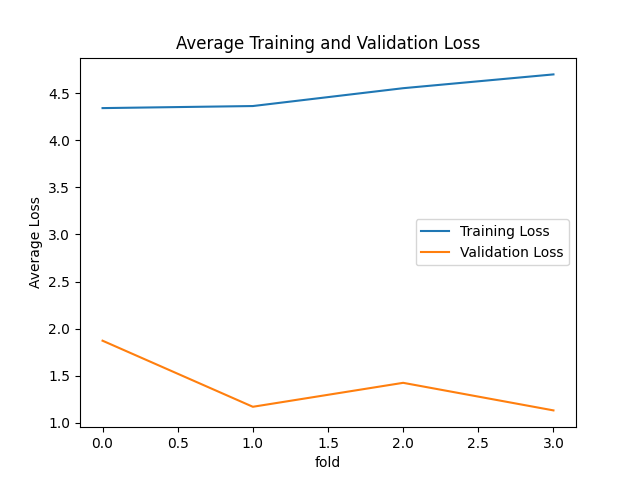 Average Training and Validation Loss
Average Loss
4.5
4.0
3.5
3.0
2.5
2.0
1.5
1.0
Training Loss
Validation Loss
0.0 0.5 1.0 1.5 2.0 2.5 3.0
fold